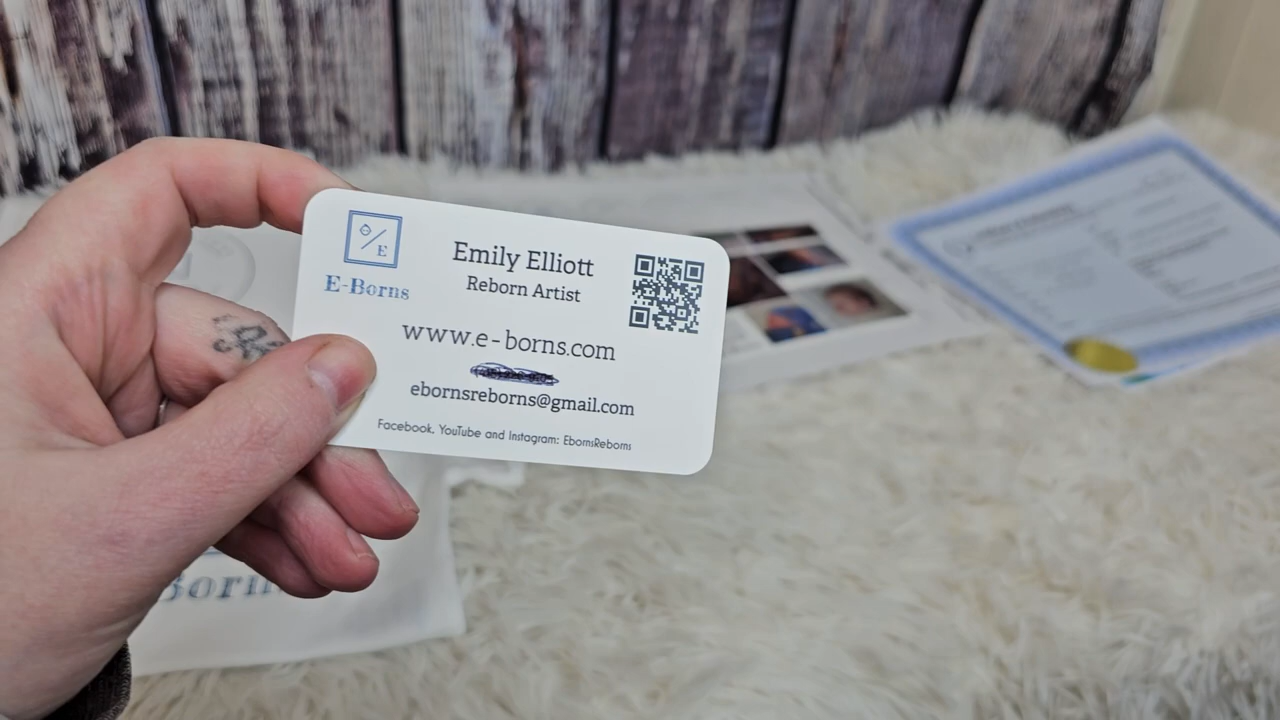 E
E-Borns
Emily Elliott
Reborn Artist
www.e-borns.com
ebornsreborns@gmail.com
Facebook, YouTube and Instagram: EbornsReborns
Born